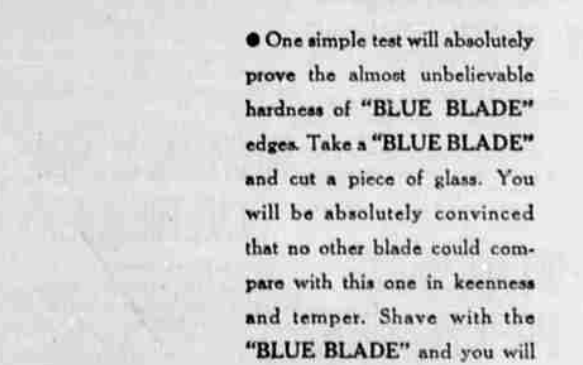 ● One simple test will absolutely
prove the almost unbelievable
hardness of "BLUE BLADE"
edges. Take a "BLUE BLADE"
and cut a piece of glass. You
will be absolutely convinced
that no other blade could com-
pare with this one in keenness
and temper. Shave with the
"BLUE BLADE" and you will